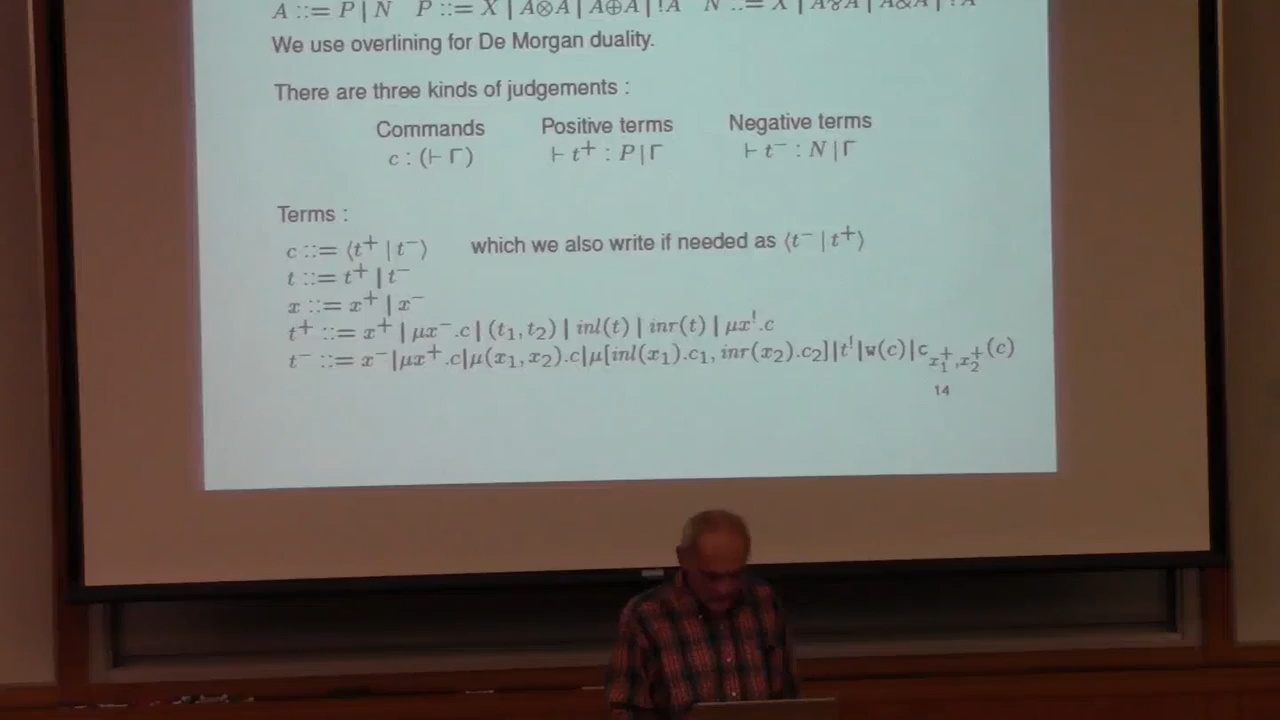 A ::= P | N P ::= X | A⊗A | A⊕A | !A N ::= X | A⅋A | A&A | ?A
We use overlining for De Morgan duality.
There are three kinds of judgements :
Commands Positive terms Negative terms
c : (⊢ Γ) ⊢ t⁺ : P | Γ ⊢ t⁻ : N | Γ
Terms :
c ::= ⟨t⁺ | t⁻⟩ which we also write if needed as ⟨t⁻ | t⁺⟩
t ::= t⁺ | t⁻
x ::= x⁺ | x⁻
t⁺ ::= x⁺ | μx⁻.c | (t₁, t₂) | inl(t) | inr(t) | μx^!.c
t⁻ ::= x⁻|μx⁺.c|μ(x₁, x₂).c|μ[inl(x₁).c₁, inr(x₂).c₂]|t^!|w(c)|c_{x₁⁺,x₂⁺}(c)
14